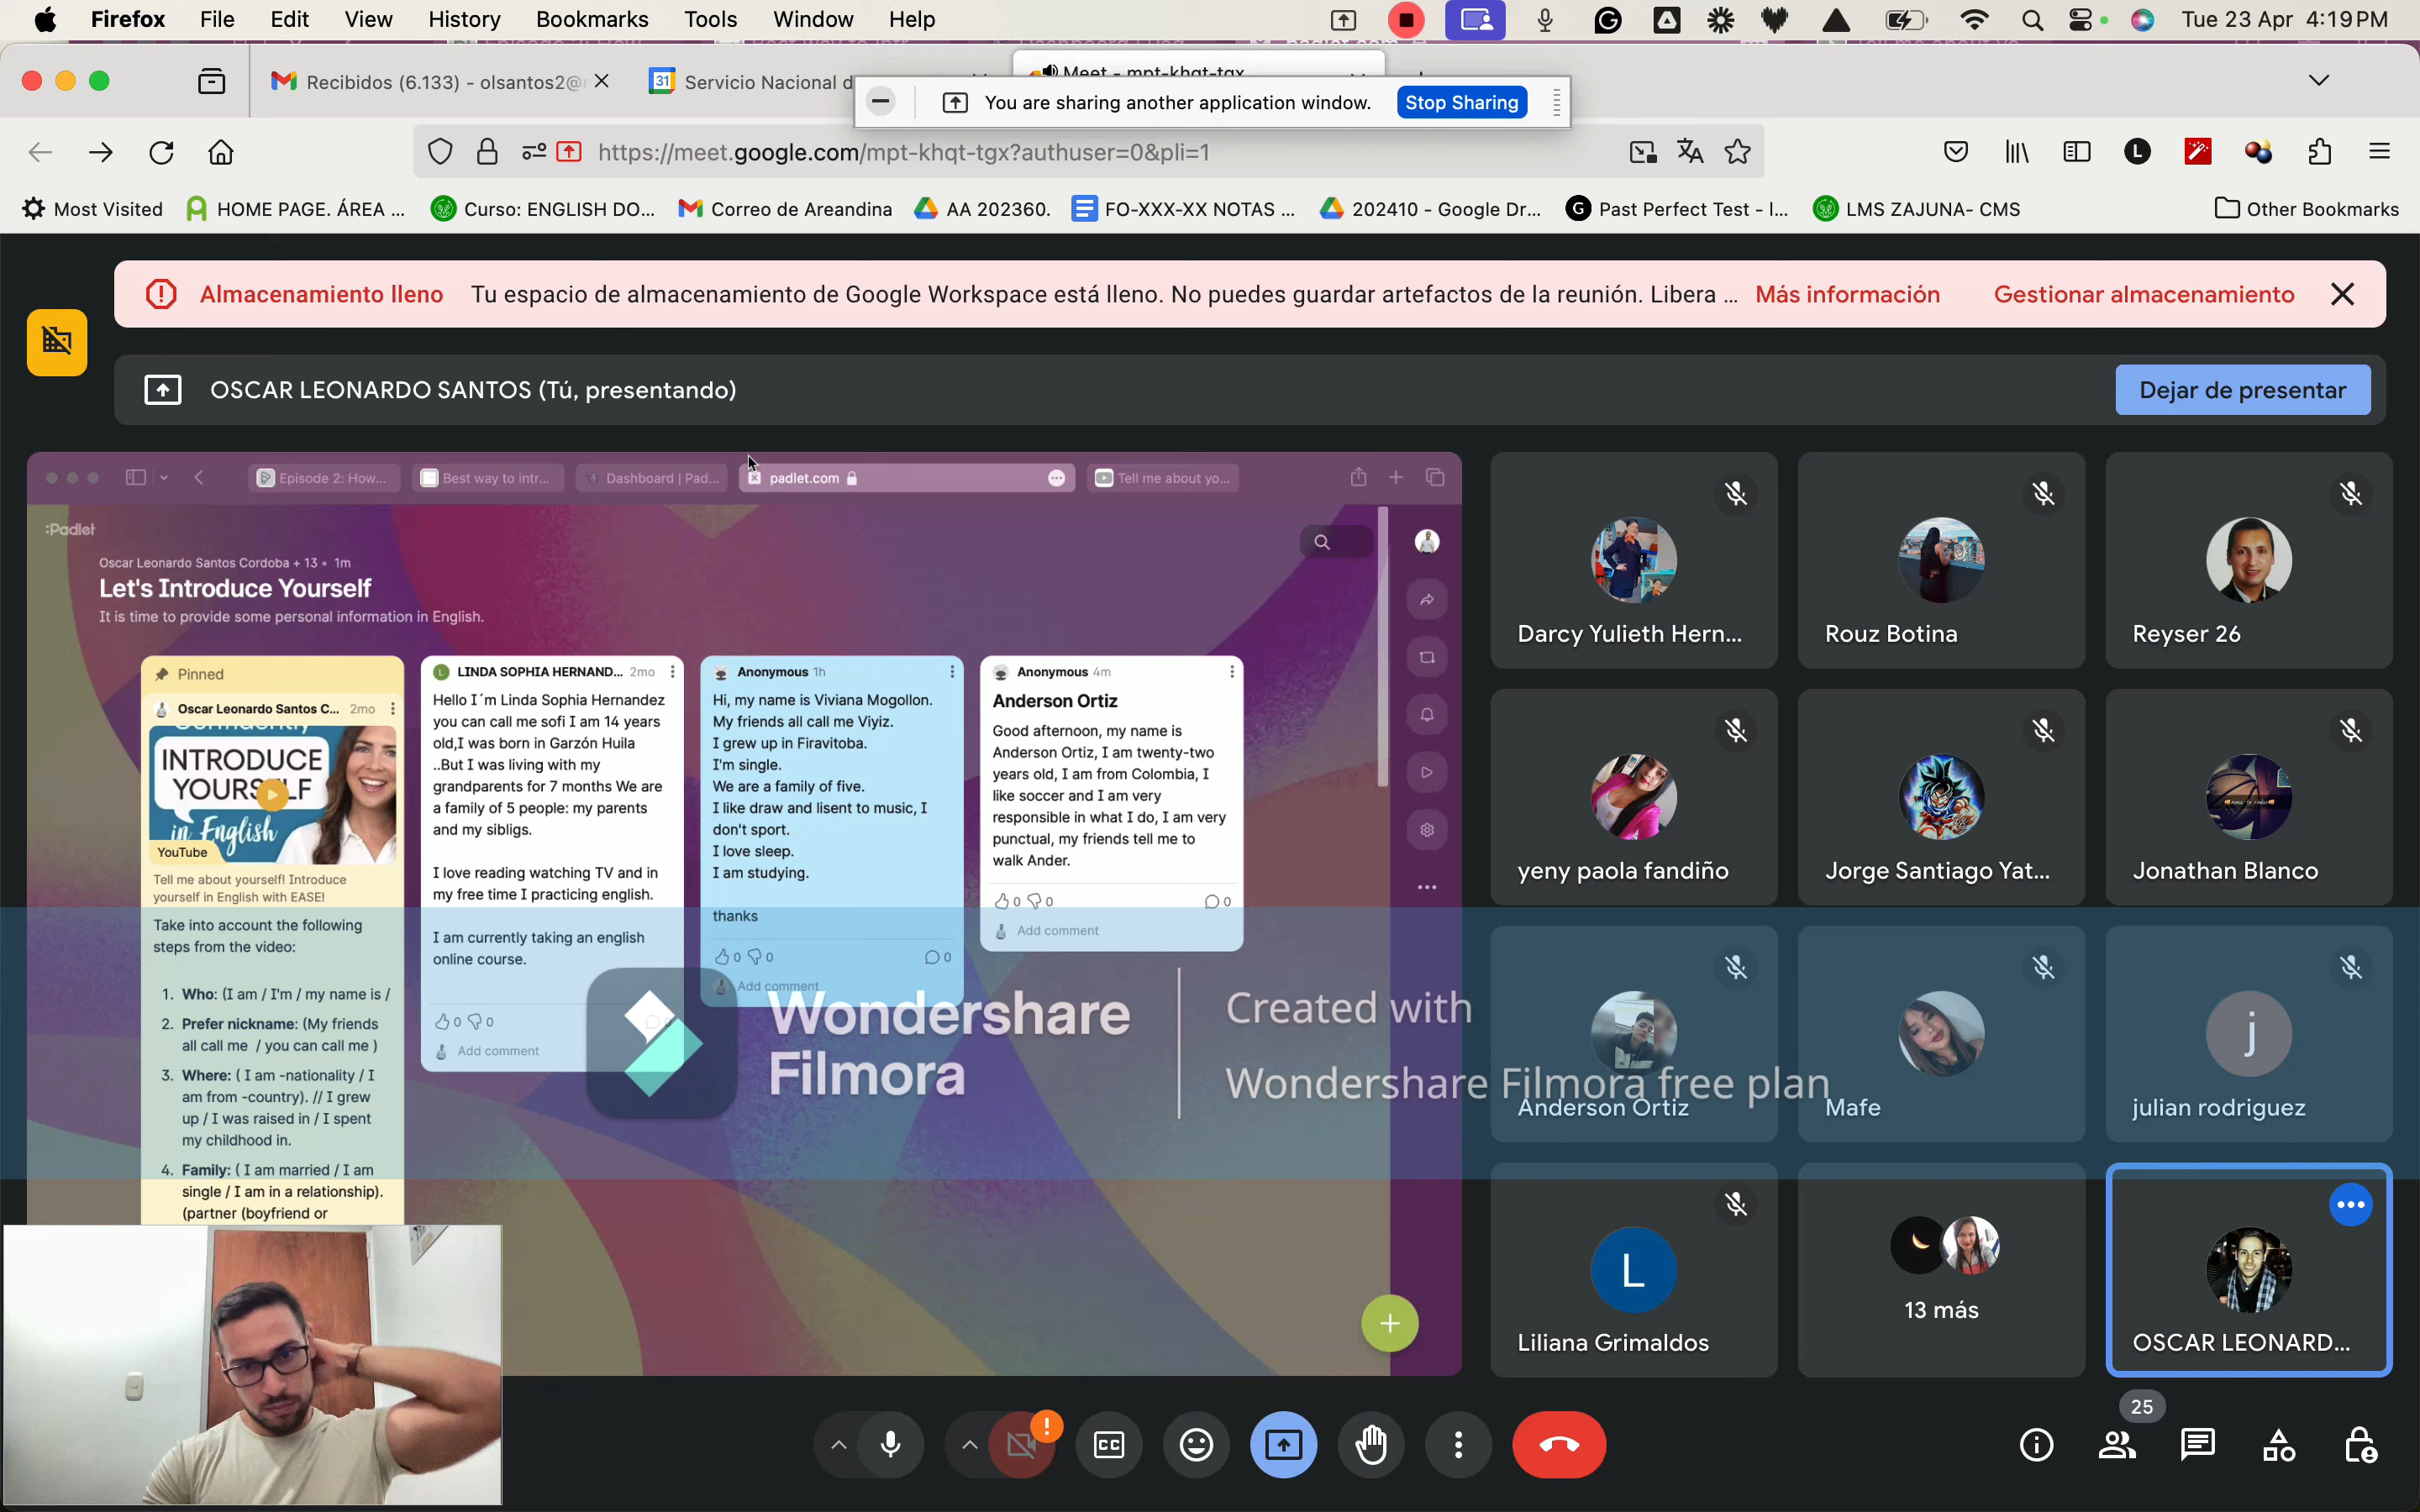 Firefox File Edit View History Bookmarks Tools Window Help Tue 23 Apr 4:19 PM
Recibidos (6.133) - olsantos2@
31 Servicio Nacional d
Meet - mpt-khqt-tgx
You are sharing another application window. Stop Sharing
https://meet.google.com/mpt-khqt-tgx?authuser=0&pli=1
Most Visited HOME PAGE. ÁREA ... Curso: ENGLISH DO... Correo de Areandina AA 202360. FO-XXX-XX NOTAS ... 202410 - Google Dr... Past Perfect Test - I... LMS ZAJUNA- CMS Other Bookmarks
Almacenamiento lleno Tu espacio de almacenamiento de Google Workspace está lleno. No puedes guardar artefactos de la reunión. Libera ... Más información Gestionar almacenamiento
OSCAR LEONARDO SANTOS (Tú, presentando) Dejar de presentar
Episode 2: How... Best way to intr... Dashboard | Pad... padlet.com Tell me about yo...
:Padlet
Oscar Leonardo Santos Cordoba + 13 • 1m
Let's Introduce Yourself
It is time to provide some personal information in English.
Pinned
Oscar Leonardo Santos C... 2mo
INTRODUCE
YOURSELF
in English
YouTube
Tell me about yourself! Introduce
yourself in English with EASE!
Take into account the following
steps from the video:
1. Who: (I am / I'm / my name is /
2. Prefer nickname: (My friends
all call me / you can call me )
3. Where: ( I am -nationality / I
am from -country). // I grew
up / I was raised in / I spent
my childhood in.
4. Family: ( I am married / I am
single / I am in a relationship).
(partner (boyfriend or
LINDA SOPHIA HERNAND... 2mo
Hello I´m Linda Sophia Hernandez
you can call me sofi I am 14 years
old,I was born in Garzón Huila
..But I was living with my
grandparents for 7 months We are
a family of 5 people: my parents
and my sibligs.
I love reading watching TV and in
my free time I practicing english.
I am currently taking an english
online course.
0 0
Add comment
Anonymous 1h
Hi, my name is Viviana Mogollon.
My friends all call me Viyiz.
I grew up in Firavitoba.
I'm single.
We are a family of five.
I like draw and lisent to music, I
don't sport.
I love sleep.
I am studying.
thanks
0 0 0
Add comment
Anonymous 4m
Anderson Ortiz
Good afternoon, my name is
Anderson Ortiz, I am twenty-two
years old, I am from Colombia, I
like soccer and I am very
responsible in what I do, I am very
punctual, my friends tell me to
walk Ander.
0 0 0
Add comment
Wondershare
Filmora
Created with
Wondershare Filmora free plan
Darcy Yulieth Hern... Rouz Botina Reyser 26
yeny paola fandiño Jorge Santiago Yat... Jonathan Blanco
Anderson Ortiz Mafe julian rodriguez
j
L
Liliana Grimaldos 13 más OSCAR LEONARD...
25